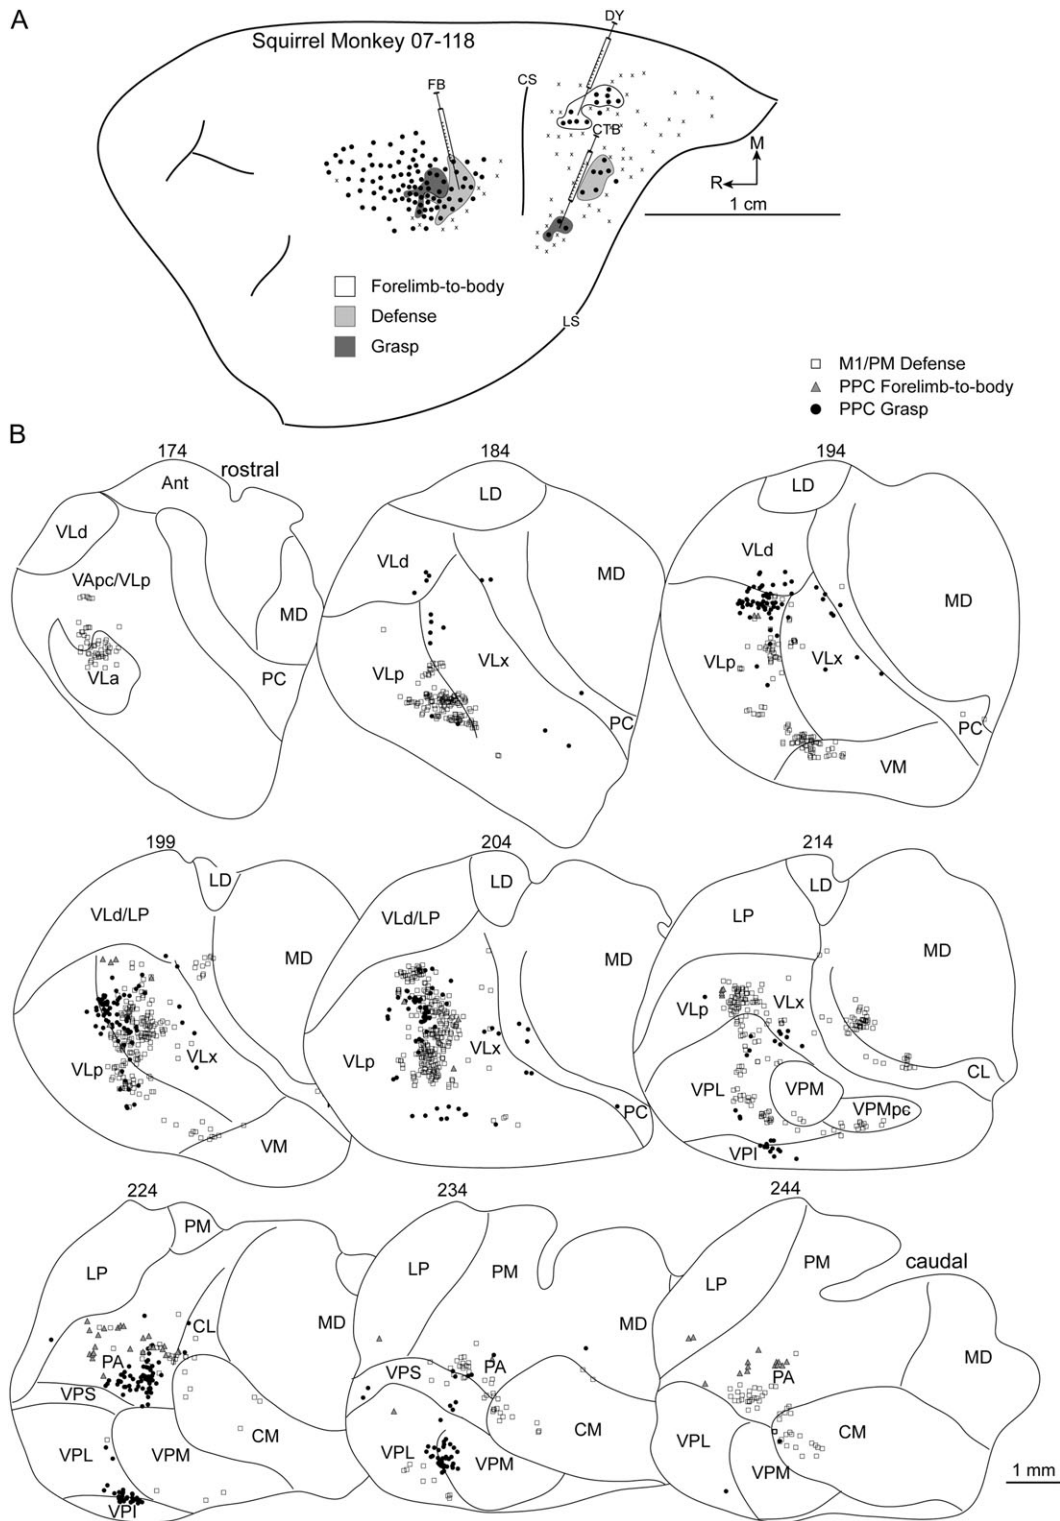 A
Squirrel Monkey 07-118
DY
FB
CS
CTB
M
R
1 cm
Forelimb-to-body
Defense
Grasp
LS
M1/PM Defense
PPC Forelimb-to-body
PPC Grasp
B
174
rostral
Ant
VLd
VApc/VLp
MD
VLa
PC
184
LD
VLd
MD
VLp
VLx
PC
194
LD
VLd
MD
VLp
VLx
PC
VM
199
LD
VLd/LP
MD
VLp
VLx
VM
204
LD
VLd/LP
MD
VLp
VLx
PC
214
LD
LP
MD
VLp
VLx
CL
VPL
VPM
VPMpc
VPI
224
PM
LP
CL
MD
PA
VPS
CM
VPL
VPM
VPI
234
LP
PM
MD
VPS
PA
CM
VPL
VPM
244
LP
PM
caudal
MD
PA
VPL
CM
VPM
1 mm